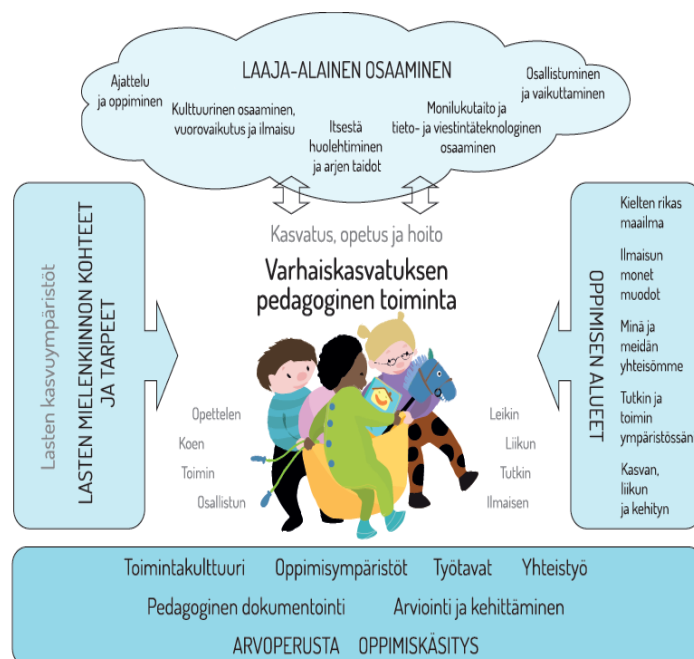 LAAJA-ALAINEN OSAAMINEN
Ajattelu
ja oppiminen
Kulttuurinen osaaminen,
vuorovaikutus ja ilmaisu
Itsestä
huolehtiminen
ja arjen taidot
Monilukutaito ja
tieto- ja viestintäteknologinen
osaaminen
Osallistuminen
ja vaikuttaminen
Kasvatus, opetus ja hoito
Varhaiskasvatuksen
pedagoginen toiminta
Lasten kasvuympäristöt
LASTEN MIELENKIINNON KOHTEET
JA TARPEET
Opettelen
Koen
Toimin
Osallistun
Leikin
Liikun
Tutkin
Ilmaisen
OPPIMISEN ALUEET
Kielten rikas
maailma
Ilmaisun
monet
muodot
Minä ja
meidän
yhteisömme
Tutkin ja
toimin
ympäristössän
Kasvan,
liikun
ja kehityn
Toimintakulttuuri Oppimisympäristöt Työtavat Yhteistyö
Pedagoginen dokumentointi Arviointi ja kehittäminen
ARVOPERUSTA OPPIMISKÄSITYS